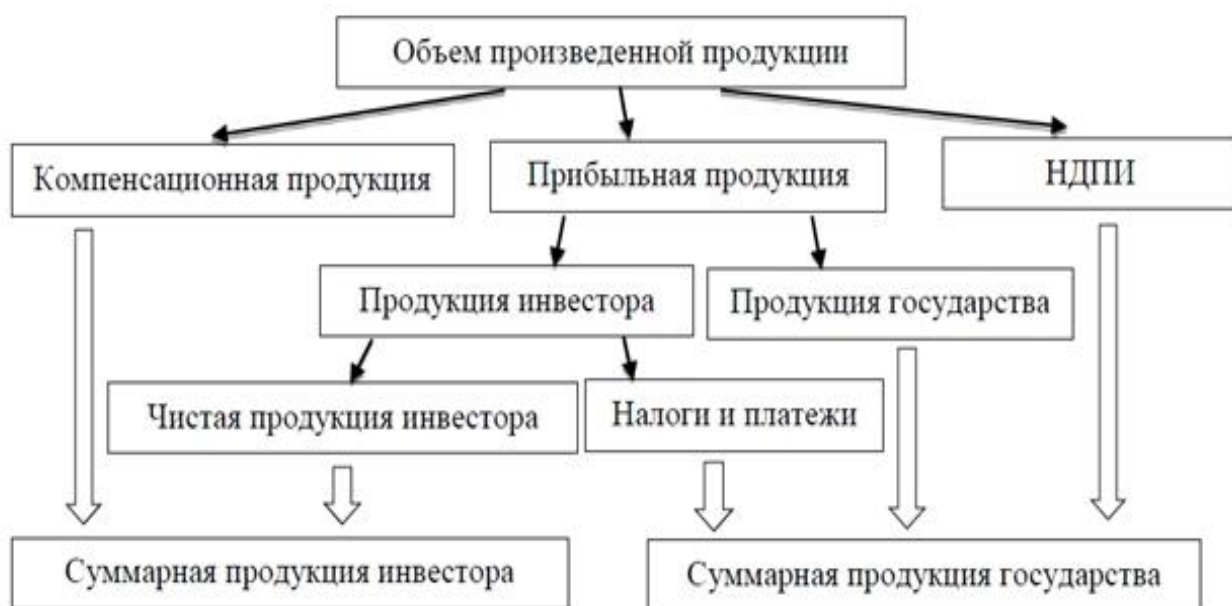 Объем произведенной продукции
Компенсационная продукция
Прибыльная продукция
НДПИ
Продукция инвестора
Продукция государства
Чистая продукция инвестора
Налоги и платежи
Суммарная продукция инвестора
Суммарная продукция государства